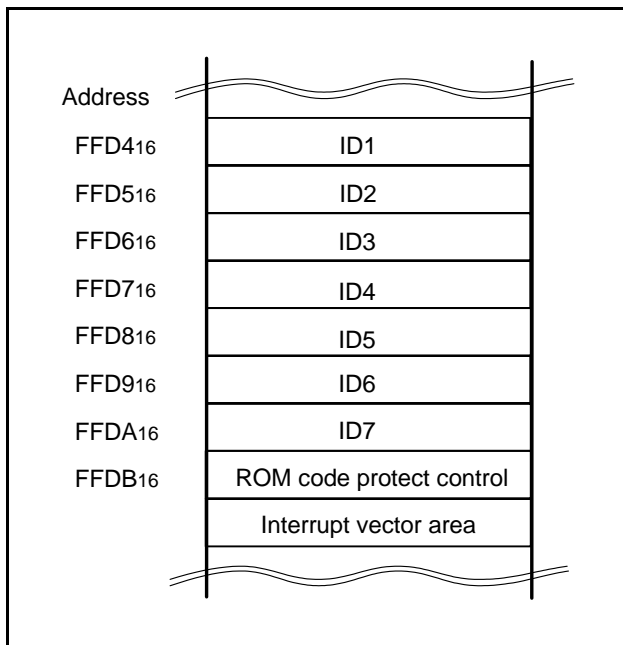 Address
FFD416 ID1
FFD516 ID2
FFD616 ID3
FFD716 ID4
FFD816 ID5
FFD916 ID6
FFDA16 ID7
FFDB16 ROM code protect control
Interrupt vector area